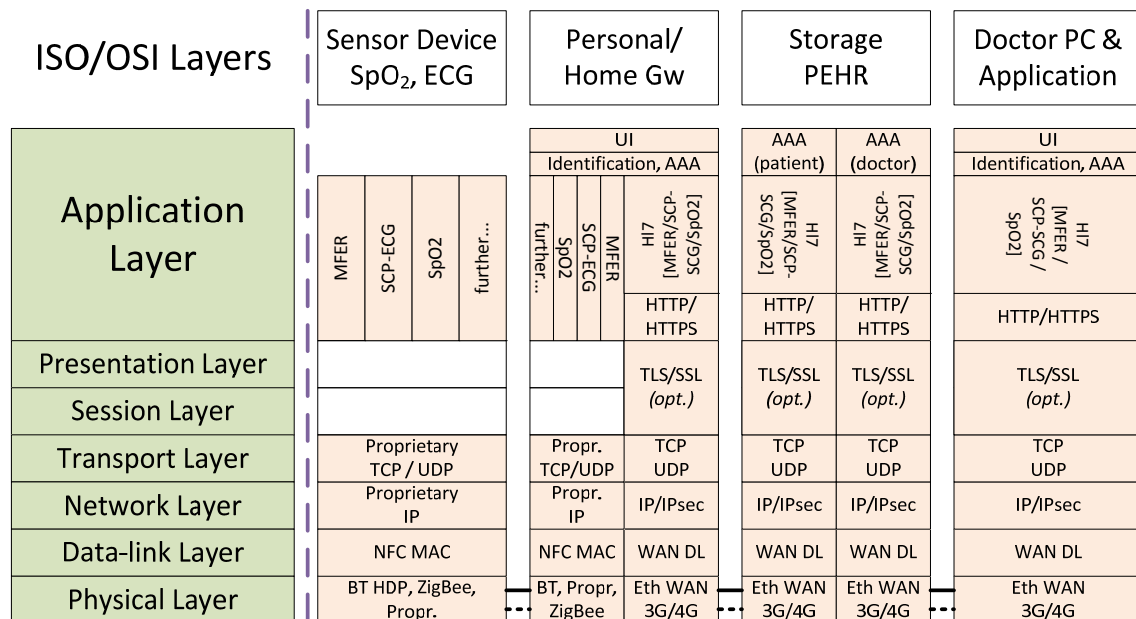 ISO/OSI Layers
Sensor Device
SpO₂, ECG
Personal/
Home Gw
Storage
PEHR
Doctor PC &
Application
Application
Layer
MFER
SCP-ECG
SpO2
further...
UI
Identification, AAA
further...
SpO2
SCP-ECG
MFER
HI7
[MFER/SCP-
SCG/SpO2]
HTTP/
HTTPS
AAA
(patient)
HI7
[MFER/SCP-
SCG/SpO2]
HTTP/
HTTPS
AAA
(doctor)
HI7
[MFER/SCP-
SCG/SpO2]
HTTP/
HTTPS
UI
Identification, AAA
HI7
[MFER /
SCP-SCG /
SpO2]
HTTP/HTTPS
Presentation Layer
Session Layer
TLS/SSL
(opt.)
TLS/SSL
(opt.)
TLS/SSL
(opt.)
TLS/SSL
(opt.)
Transport Layer
Proprietary
TCP / UDP
Propr.
TCP/UDP
TCP
UDP
TCP
UDP
TCP
UDP
TCP
UDP
Network Layer
Proprietary
IP
Propr.
IP
IP/IPsec
IP/IPsec
IP/IPsec
IP/IPsec
Data-link Layer
NFC MAC
NFC MAC
WAN DL
WAN DL
WAN DL
WAN DL
Physical Layer
BT HDP, ZigBee,
Propr.
BT, Propr,
ZigBee
Eth WAN
3G/4G
Eth WAN
3G/4G
Eth WAN
3G/4G
Eth WAN
3G/4G